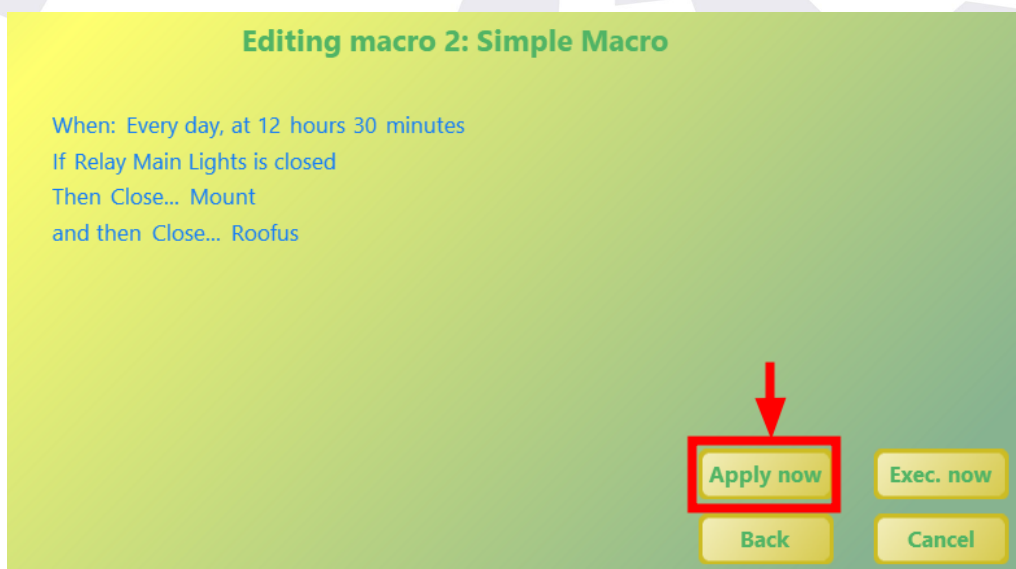 Editing macro 2: Simple Macro
When: Every day, at 12 hours 30 minutes
If Relay Main Lights is closed
Then Close... Mount
and then Close... Roofus
Apply now
Exec. now
Back
Cancel